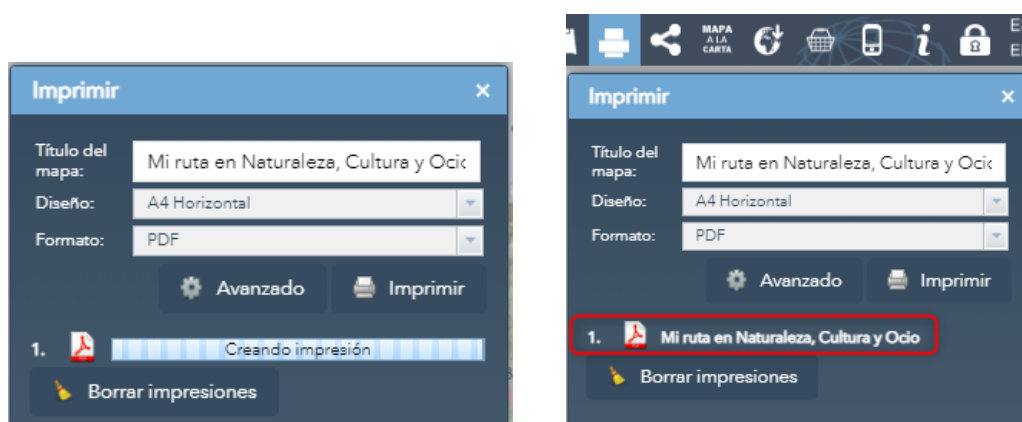 Imprimir ×
Título del
mapa:
Mi ruta en Naturaleza, Cultura y Ocic
Diseño: A4 Horizontal
Formato: PDF
Avanzado Imprimir
1. Creando impresión
Borrar impresiones
MAPA
A LA
CARTA
Imprimir ×
Título del
mapa:
Mi ruta en Naturaleza, Cultura y Ocic
Diseño: A4 Horizontal
Formato: PDF
Avanzado Imprimir
1. Mi ruta en Naturaleza, Cultura y Ocio
Borrar impresiones